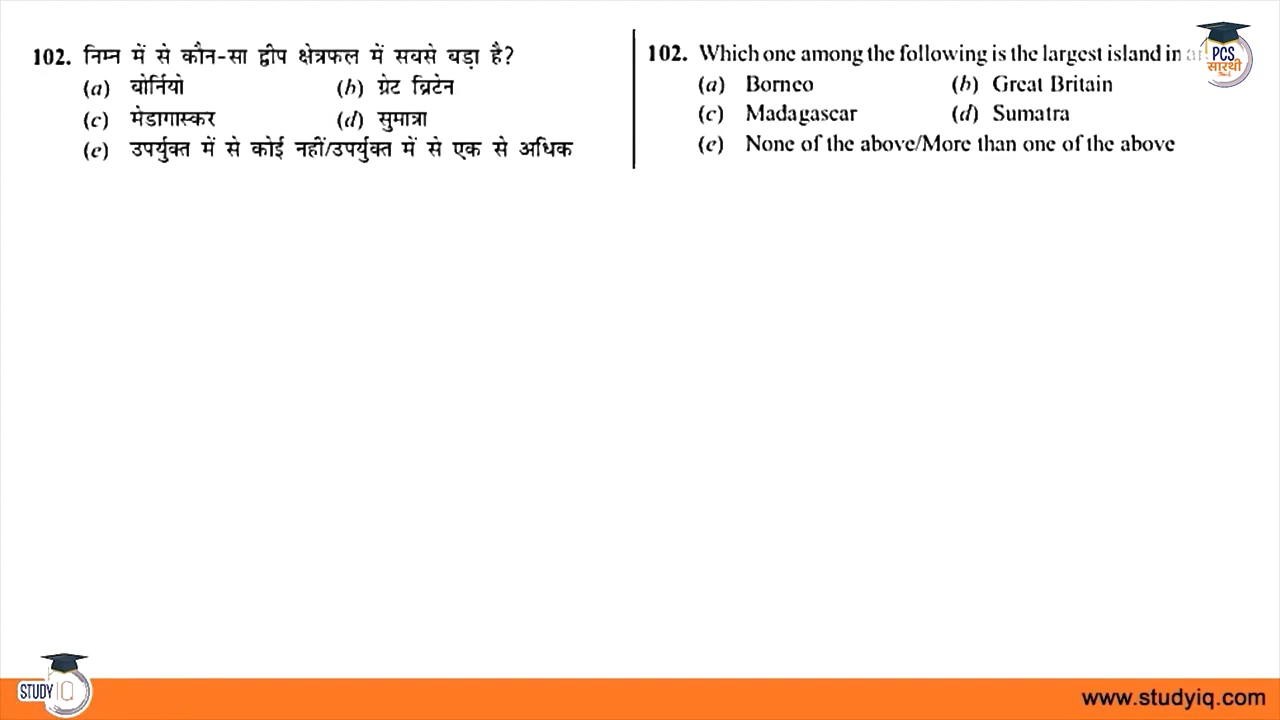 102. निम्न में से कौन-सा द्वीप क्षेत्रफल में सबसे बड़ा है?
(a) बोर्नियो (b) ग्रेट ब्रिटेन
(c) मेडागास्कर (d) सुमात्रा
(e) उपर्युक्त में से कोई नहीं/उपर्युक्त में से एक से अधिक
102. Which one among the following is the largest island in
(a) Borneo (b) Great Britain
(c) Madagascar (d) Sumatra
(e) None of the above/More than one of the above
PCS
सारथी
STUDY IQ
www.studyiq.com